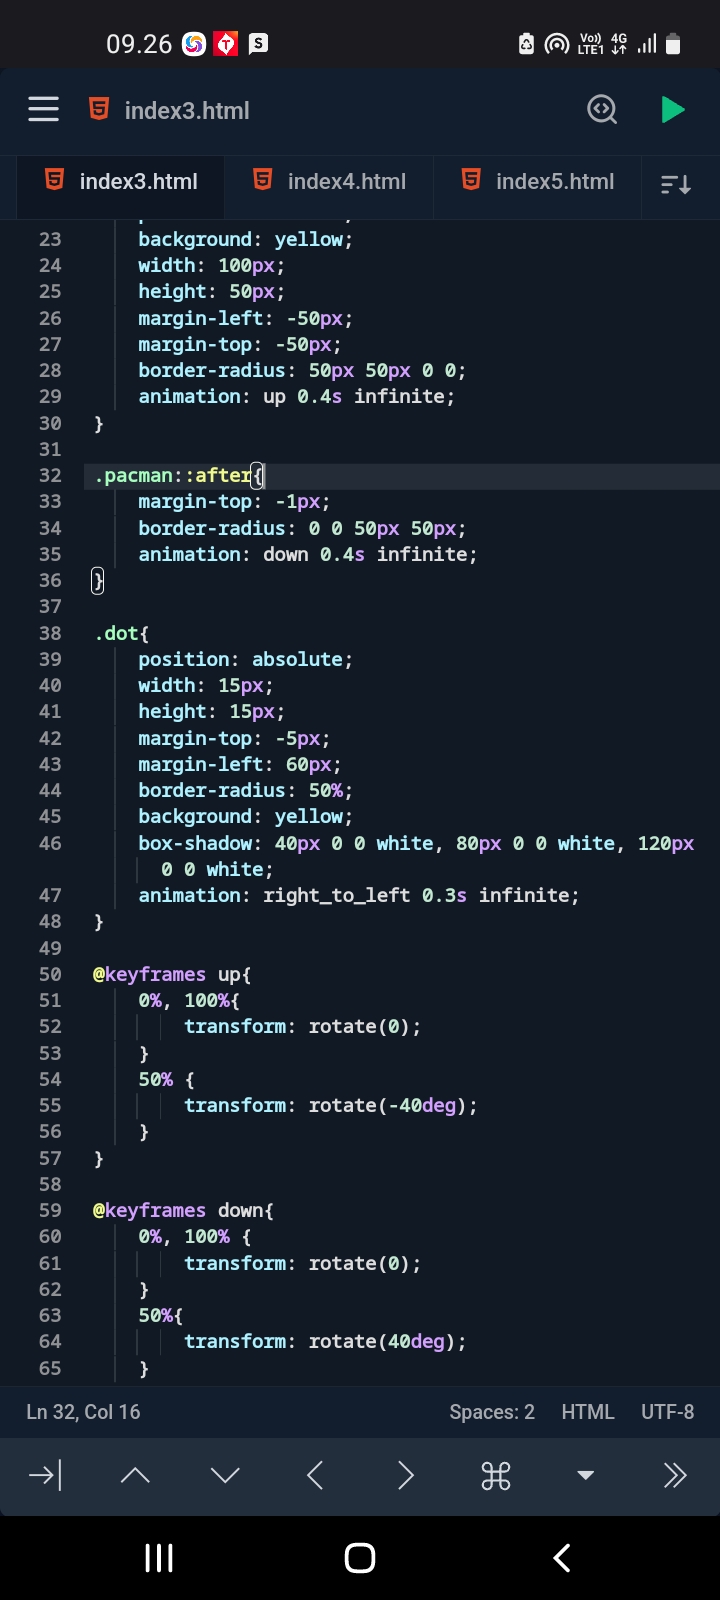 09.26
Vo)) 4G
LTE1
index3.html
index3.html index4.html index5.html
23 background: yellow;
24 width: 100px;
25 height: 50px;
26 margin-left: -50px;
27 margin-top: -50px;
28 border-radius: 50px 50px 0 0;
29 animation: up 0.4s infinite;
30 }
31
32 .pacman::after{
33 margin-top: -1px;
34 border-radius: 0 0 50px 50px;
35 animation: down 0.4s infinite;
36 }
37
38 .dot{
39 position: absolute;
40 width: 15px;
41 height: 15px;
42 margin-top: -5px;
43 margin-left: 60px;
44 border-radius: 50%;
45 background: yellow;
46 box-shadow: 40px 0 0 white, 80px 0 0 white, 120px
0 0 white;
47 animation: right_to_left 0.3s infinite;
48 }
49
50 @keyframes up{
51 0%, 100%{
52 transform: rotate(0);
53 }
54 50% {
55 transform: rotate(-40deg);
56 }
57 }
58
59 @keyframes down{
60 0%, 100% {
61 transform: rotate(0);
62 }
63 50%{
64 transform: rotate(40deg);
65 }
Ln 32, Col 16 Spaces: 2 HTML UTF-8